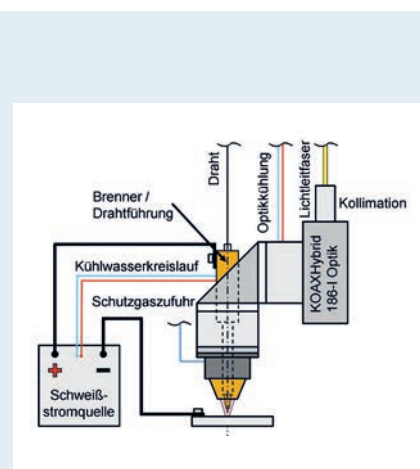 Draht
Optikkühlung
Lichtleitfaser
Brenner /
Drahtführung
Kollimation
KOAXHybrid
186-I Optik
Kühlwasserkreislauf
Schutzgaszufuhr
+ −
Schweiß-
stromquelle